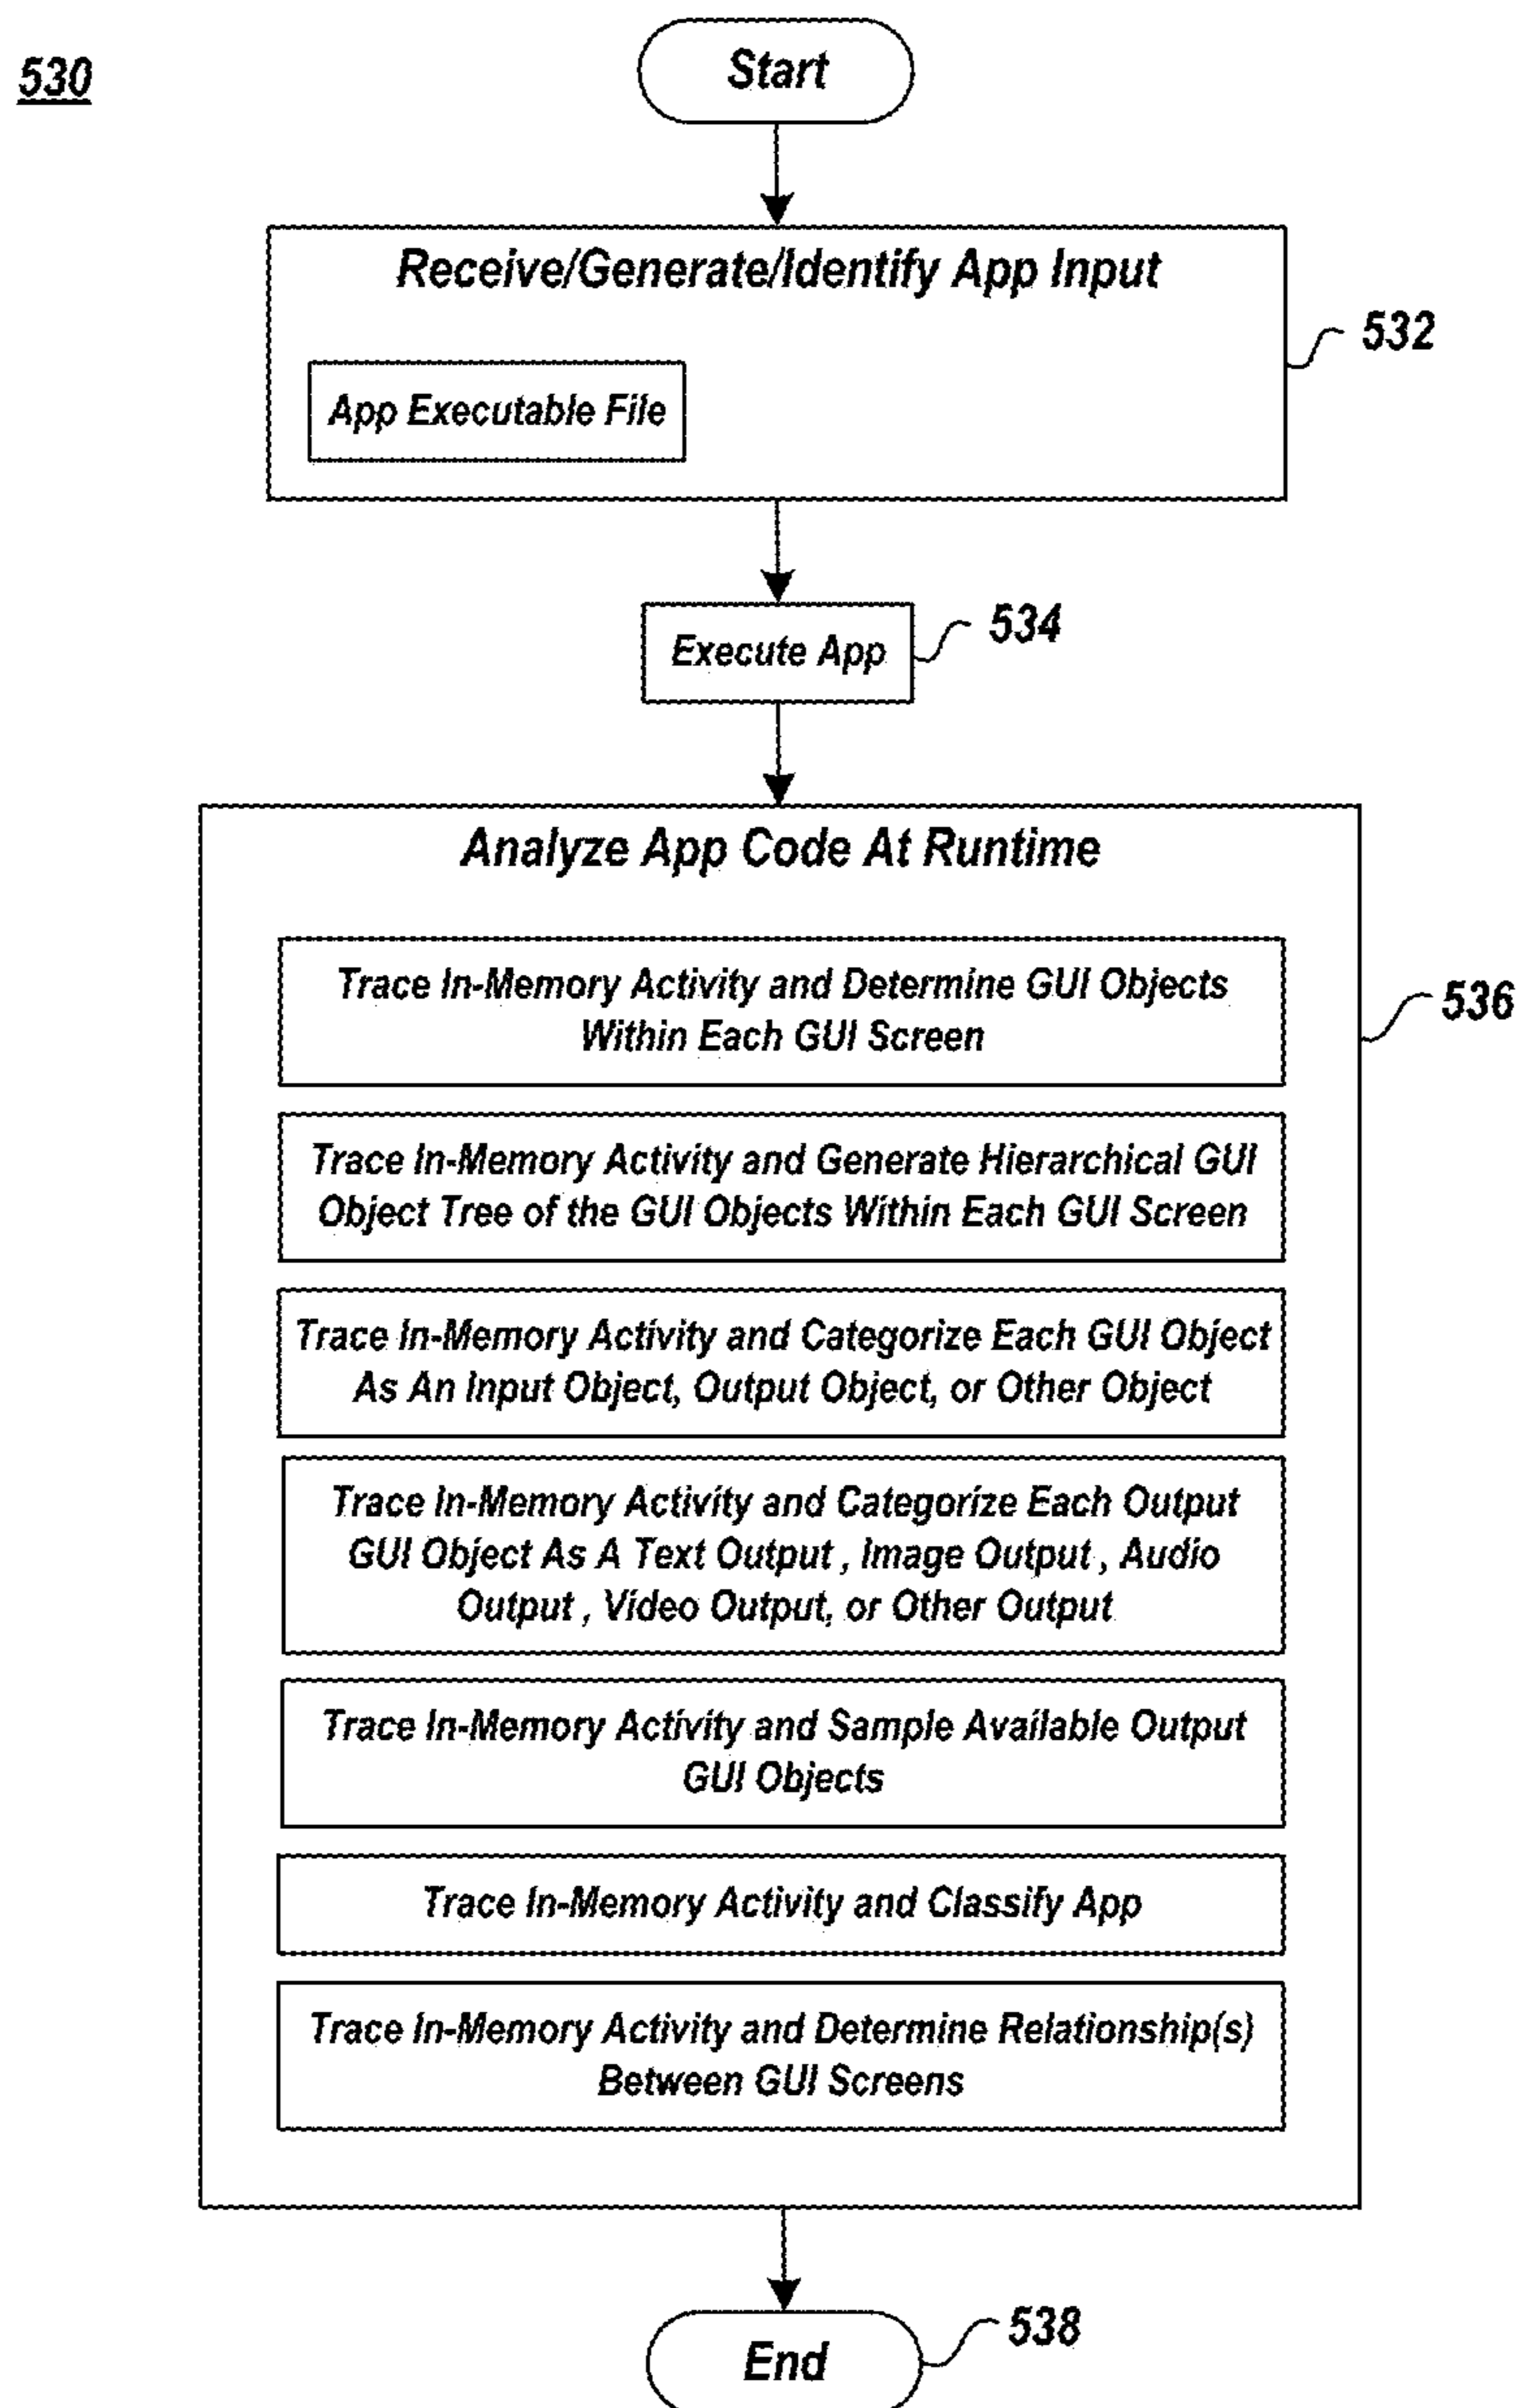 530
Start
Receive/Generate/Identify App Input
532
App Executable File
534
Execute App
Analyze App Code At Runtime
Trace In-Memory Activity and Determine GUI Objects
Within Each GUI Screen
536
Trace In-Memory Activity and Generate Hierarchical GUI
Object Tree of the GUI Objects Within Each GUI Screen
Trace In-Memory Activity and Categorize Each GUI Object
As An Input Object, Output Object, or Other Object
Trace In-Memory Activity and Categorize Each Output
GUI Object As A Text Output , Image Output , Audio
Output , Video Output, or Other Output
Trace In-Memory Activity and Sample Available Output
GUI Objects
Trace In-Memory Activity and Classify App
Trace In-Memory Activity and Determine Relationship(s)
Between GUI Screens
538
End